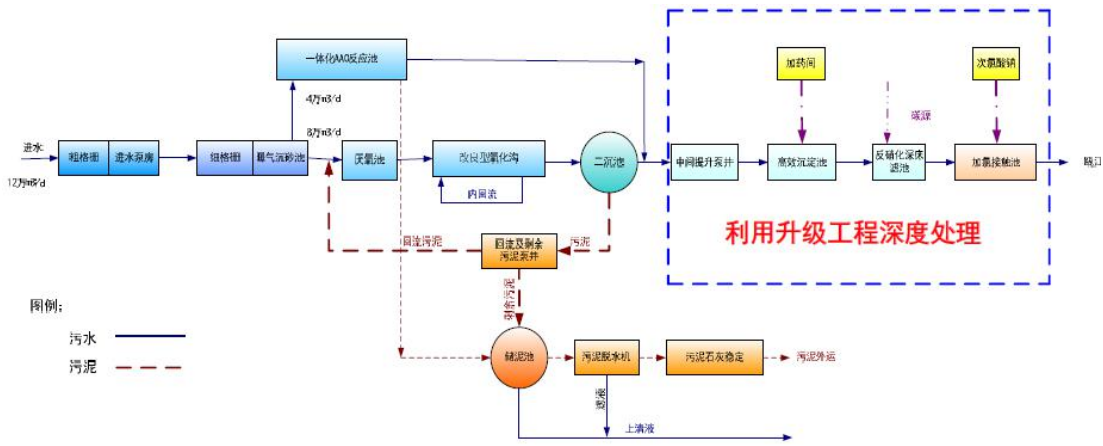 一体化AAO反应池
加药间
次氯酸钠
4万m3/d
碳源
8万m3/d
进水
12万m3/d
粗格栅
进水泵房
细格栅
曝气沉砂池
厌氧池
改良型氧化沟
二沉池
中间提升泵井
高效沉淀池
反硝化深床
滤池
加氯接触池
瓯江
内回流
利用升级工程深度处理
回流污泥
回流及剩余
污泥泵井
污泥
剩余污泥
图例：
污水
污泥
储泥池
污泥脱水机
污泥石灰稳定
污泥外运
滤液
上清液